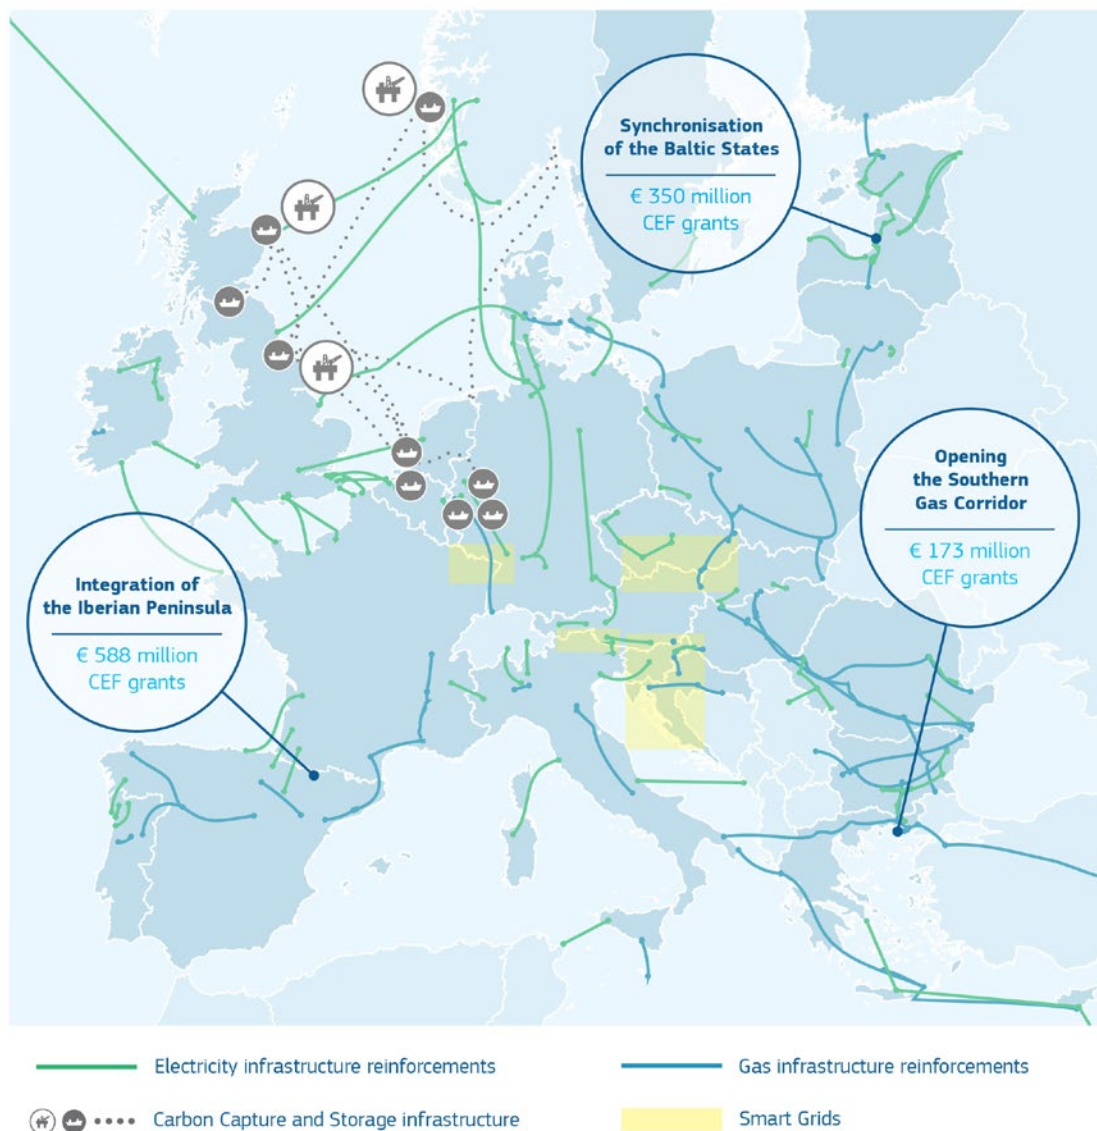 Synchronisation
of the Baltic States
€ 350 million
CEF grants
Opening
the Southern
Gas Corridor
€ 173 million
CEF grants
Integration of
the Iberian Peninsula
€ 588 million
CEF grants
Electricity infrastructure reinforcements
Gas infrastructure reinforcements
Carbon Capture and Storage infrastructure
Smart Grids